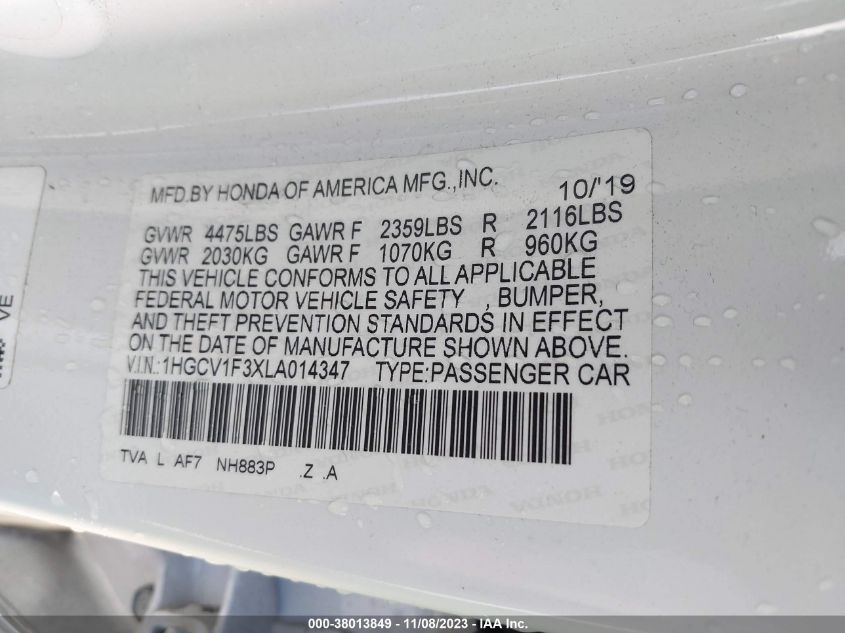 MFD.BY HONDA OF AMERICA MFG.,INC. 10/'19
GVWR 4475LBS GAWR F 2359LBS R 2116LBS
GVWR 2030KG GAWR F 1070KG R 960KG
THIS VEHICLE CONFORMS TO ALL APPLICABLE
FEDERAL MOTOR VEHICLE SAFETY , BUMPER,
AND THEFT PREVENTION STANDARDS IN EFFECT
ON THE DATE OF MANUFACTURE SHOWN ABOVE.
V.I.N.:1HGCV1F3XLA014347 TYPE:PASSENGER CAR
TVA L AF7 NH883P .Z .A
HONDA HONDA
VE
000-38013849 - 11/08/2023 - IAA Inc.